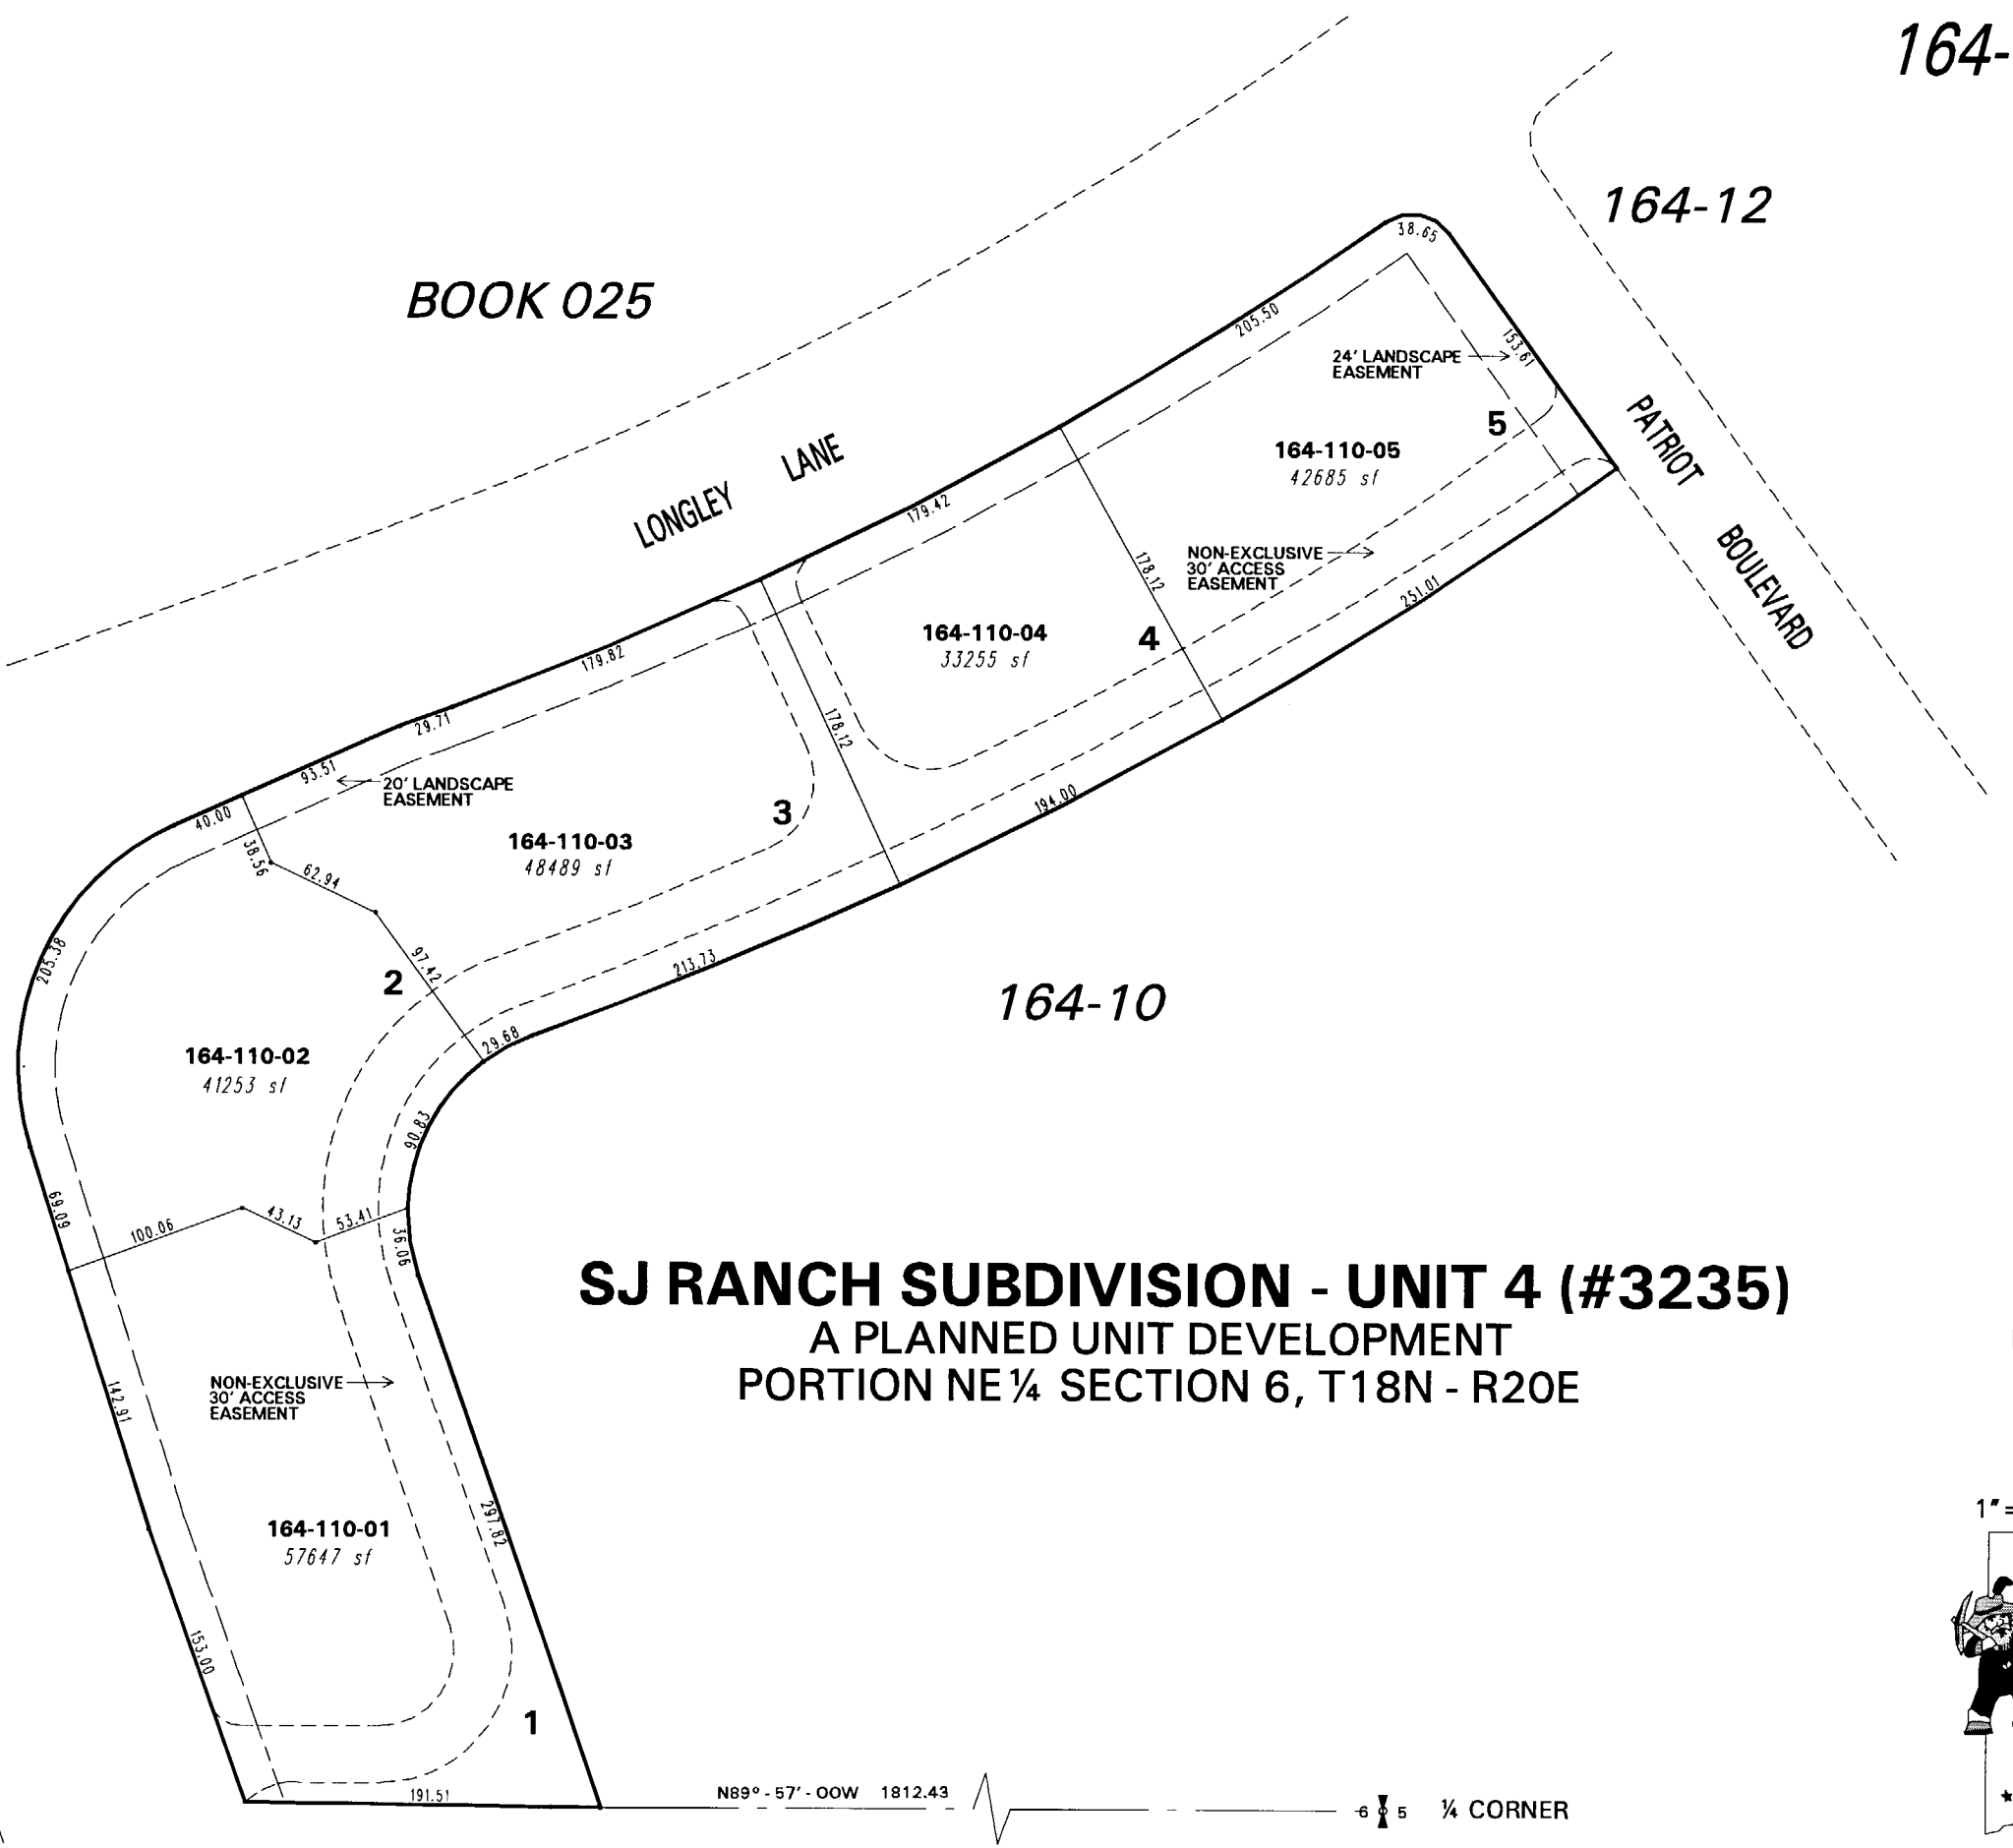 164-
164-12
BOOK 025
38.65
205.50
24' LANDSCAPE
EASEMENT
153.61
5
PATRIOT BOULEVARD
164-110-05
42685 sf
LONGLEY LANE
179.42
178.12
NON-EXCLUSIVE
30' ACCESS
EASEMENT
251.01
164-110-04
33255 sf
4
179.82
178.12
29.71
93.51
20' LANDSCAPE
EASEMENT
3
194.00
40.00
38.56
62.94
164-110-03
48489 sf
97.42
2
213.73
205.38
164-10
29.68
164-110-02
41253 sf
90.83
69.09
100.06
43.13
53.41
36.06
SJ RANCH SUBDIVISION - UNIT 4 (#3235)
A PLANNED UNIT DEVELOPMENT
PORTION NE ¼ SECTION 6, T18N - R20E
142.91
NON-EXCLUSIVE
30' ACCESS
EASEMENT
297.82
1" =
164-110-01
57647 sf
153.00
1
191.51
N89° - 57' - 00W 1812.43
6 5 ¼ CORNER